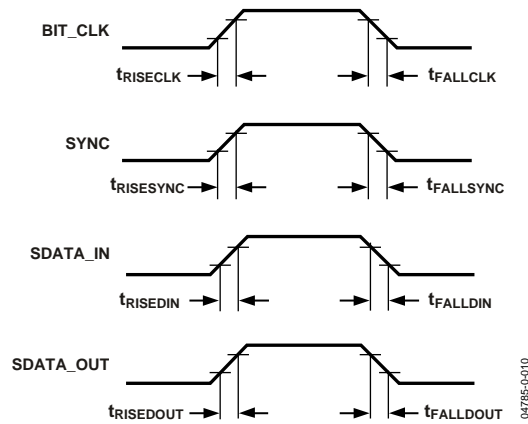 BIT_CLK
tRISECLK
tFALLCLK
SYNC
tRISESYNC
tFALLSYNC
SDATA_IN
tRISEDIN
tFALLDIN
SDATA_OUT
tRISEDOUT
tFALLDOUT
04785-0-010